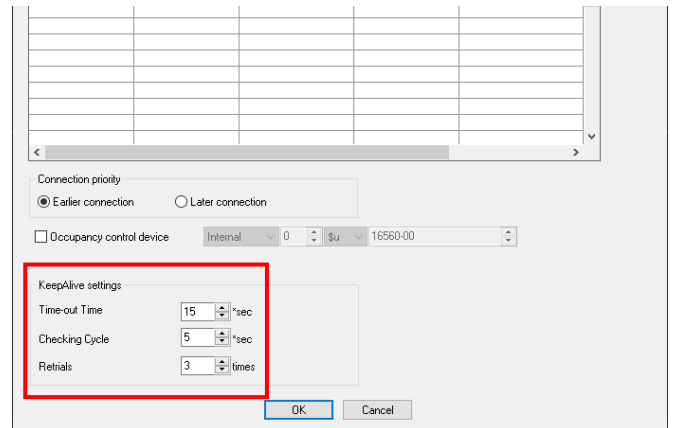 Connection priority
Earlier connection Later connection
Occupancy control device Internal 0 $u 16560-00
KeepAlive settings
Time-out Time 15 *sec
Checking Cycle 5 *sec
Retrials 3 times
OK Cancel